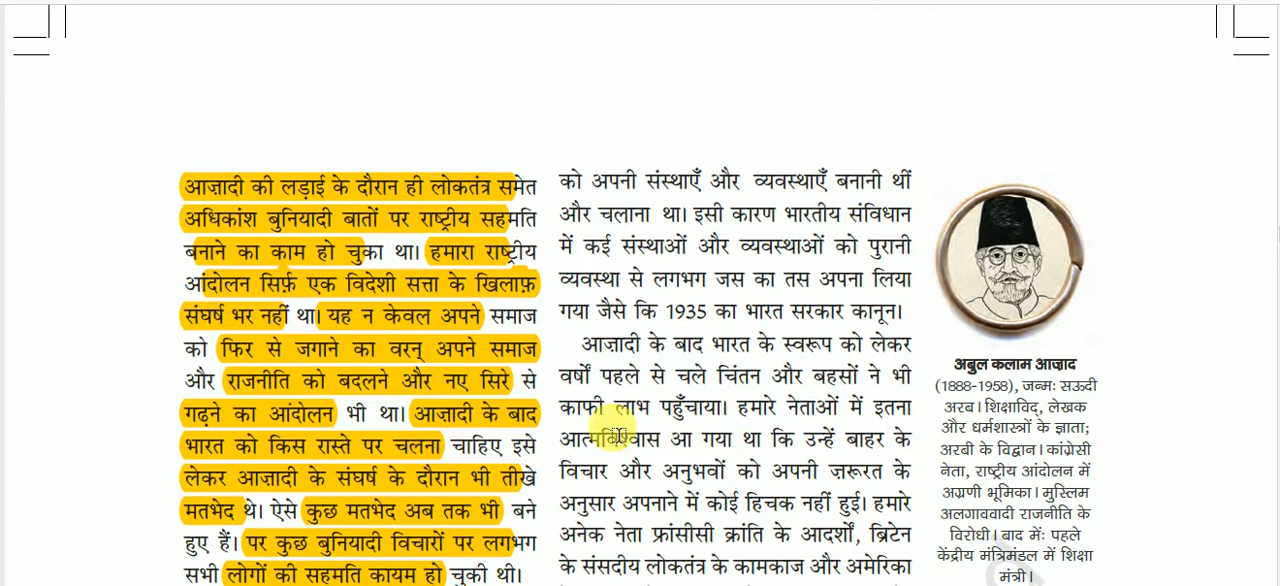 आज़ादी की लड़ाई के दौरान ही लोकतंत्र समेत
अधिकांश बुनियादी बातों पर राष्ट्रीय सहमति
बनाने का काम हो चुका था। हमारा राष्ट्रीय
आंदोलन सिर्फ़ एक विदेशी सत्ता के खिलाफ़
संघर्ष भर नहीं था। यह न केवल अपने समाज
को फिर से जगाने का वरन् अपने समाज
और राजनीति को बदलने और नए सिरे से
गढ़ने का आंदोलन भी था। आज़ादी के बाद
भारत को किस रास्ते पर चलना चाहिए इसे
लेकर आज़ादी के संघर्ष के दौरान भी तीखे
मतभेद थे। ऐसे कुछ मतभेद अब तक भी बने
हुए हैं। पर कुछ बुनियादी विचारों पर लगभग
सभी लोगों की सहमति कायम हो चुकी थी।
को अपनी संस्थाएँ और व्यवस्थाएँ बनानी थीं
और चलाना था। इसी कारण भारतीय संविधान
में कई संस्थाओं और व्यवस्थाओं को पुरानी
व्यवस्था से लगभग जस का तस अपना लिया
गया जैसे कि 1935 का भारत सरकार कानून।
आज़ादी के बाद भारत के स्वरूप को लेकर
वर्षों पहले से चले चिंतन और बहसों ने भी
काफी लाभ पहुँचाया। हमारे नेताओं में इतना
आत्मविश्वास आ गया था कि उन्हें बाहर के
विचार और अनुभवों को अपनी ज़रूरत के
अनुसार अपनाने में कोई हिचक नहीं हुई। हमारे
अनेक नेता फ्रांसीसी क्रांति के आदर्शों, ब्रिटेन
के संसदीय लोकतंत्र के कामकाज और अमेरिका
अबुल कलाम आज़ाद
(1888-1958), जन्मः सऊदी
अरब। शिक्षाविद्, लेखक
और धर्मशास्त्रों के ज्ञाता;
अरबी के विद्वान। कांग्रेसी
नेता, राष्ट्रीय आंदोलन में
अग्रणी भूमिका। मुस्लिम
अलगाववादी राजनीति के
विरोधी। बाद मेंः पहले
केंद्रीय मंत्रिमंडल में शिक्षा
मंत्री।